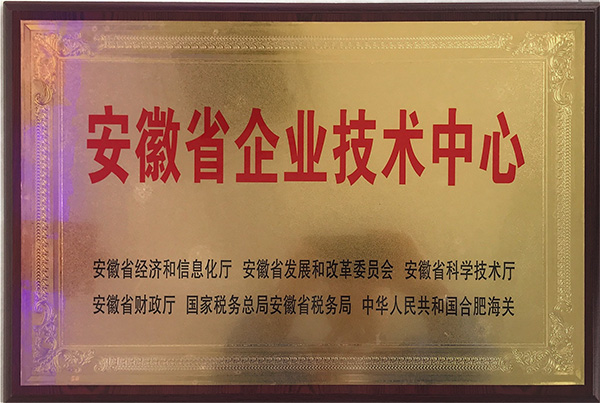 安徽省企业技术中心
安徽省经济和信息化厅 安徽省发展和改革委员会 安徽省科学技术厅
安徽省财政厅 国家税务总局安徽省税务局 中华人民共和国合肥海关